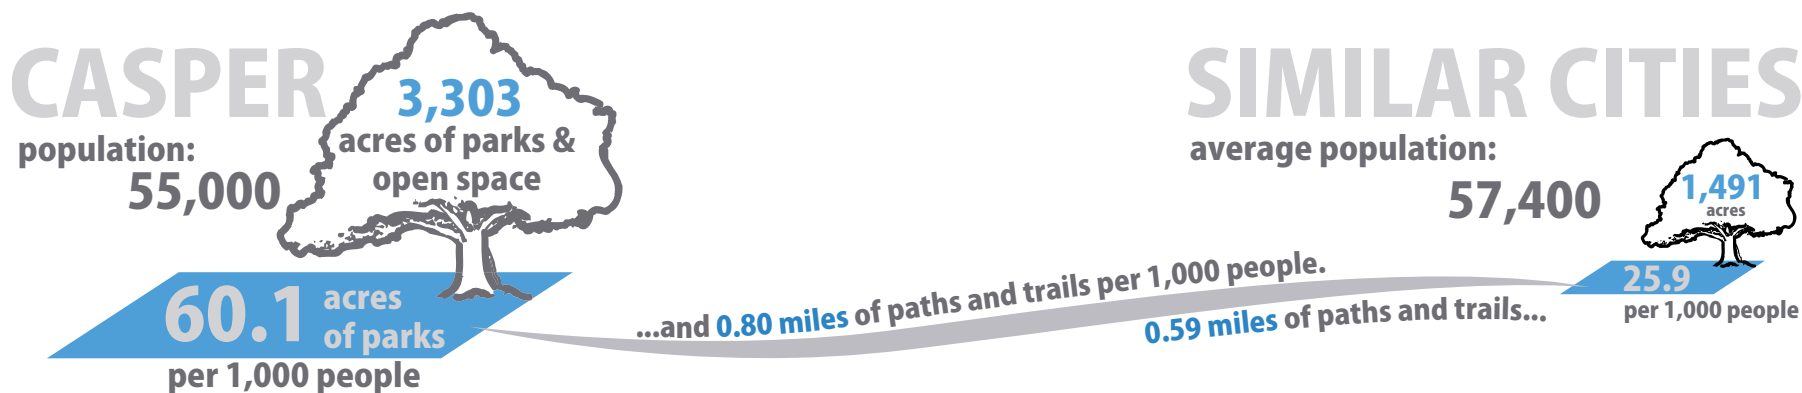 CASPER
population:
55,000
3,303
acres of parks &
open space
60.1 acres
of parks
per 1,000 people
...and 0.80 miles of paths and trails per 1,000 people.
0.59 miles of paths and trails...
SIMILAR CITIES
average population:
57,400
1,491
acres
25.9
per 1,000 people